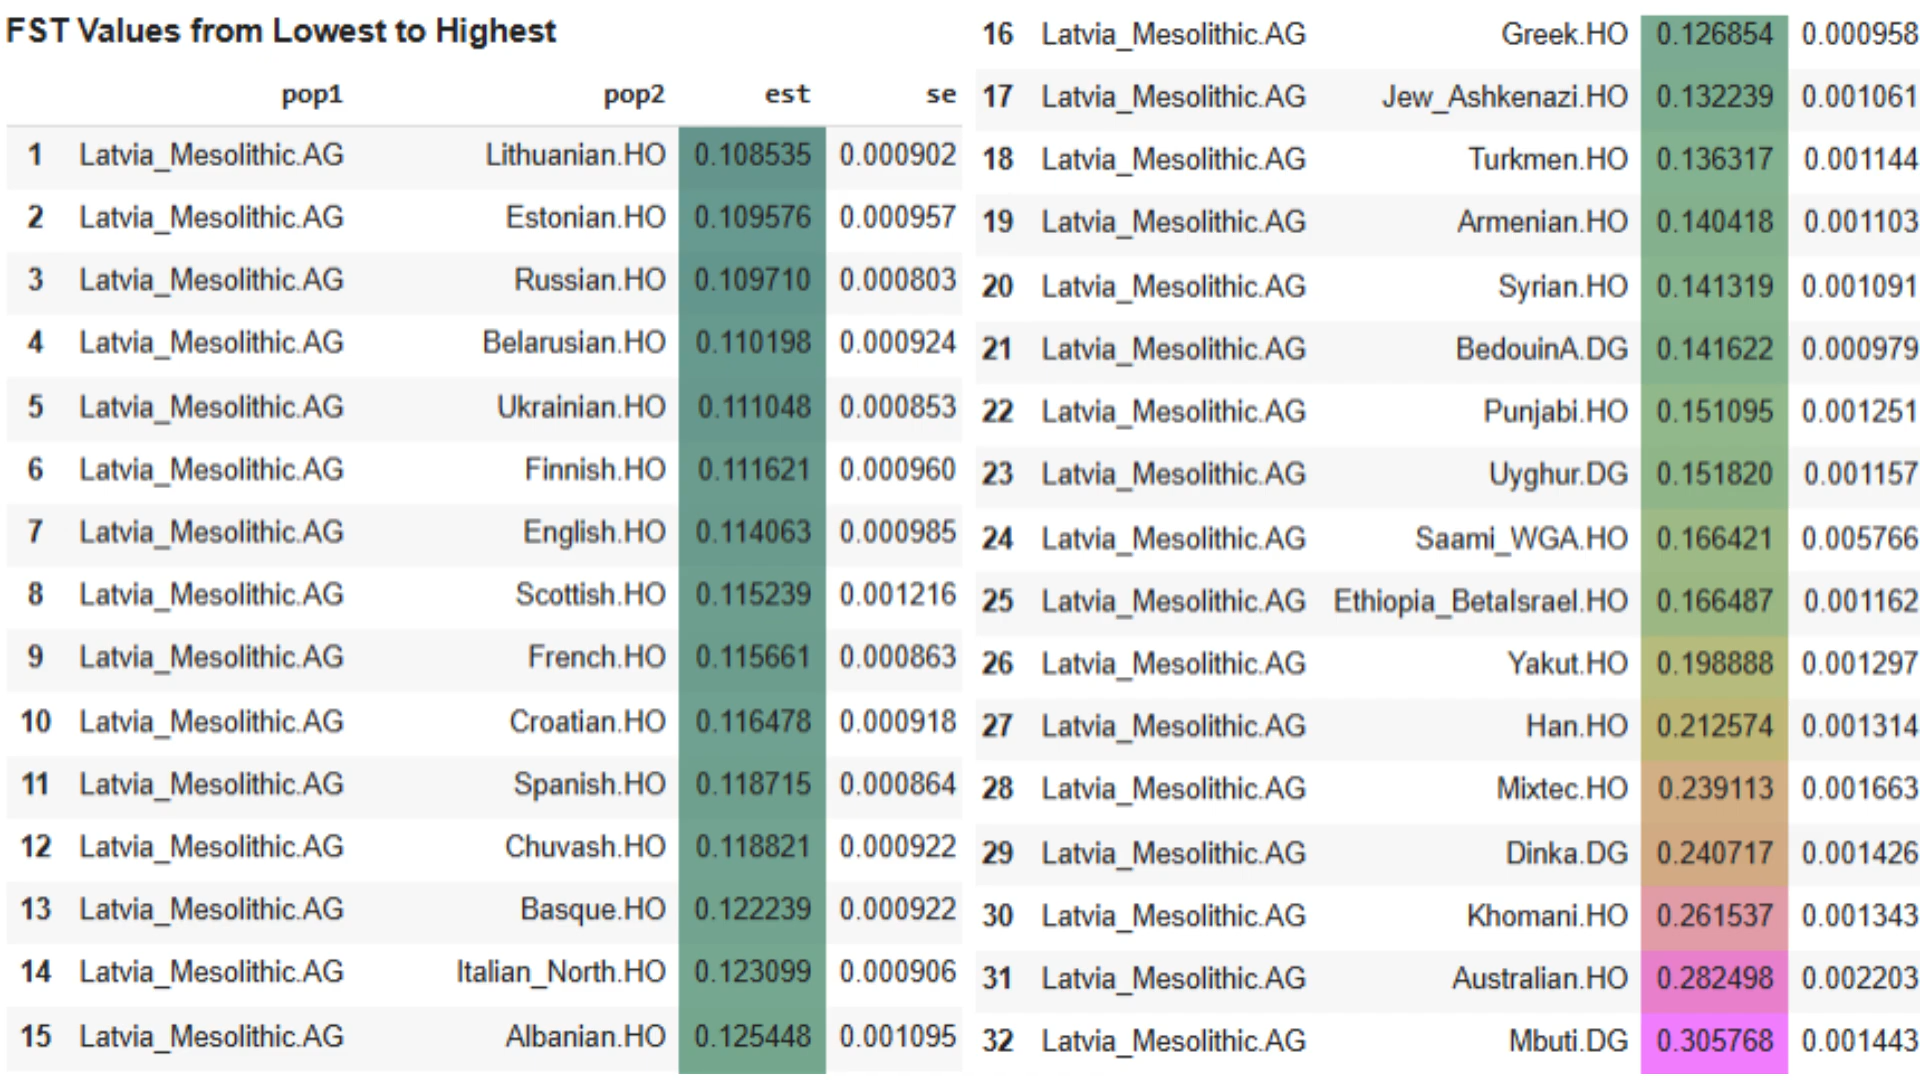 FST Values from Lowest to Highest
pop1 pop2 est se
1 Latvia_Mesolithic.AG Lithuanian.HO 0.108535 0.000902
2 Latvia_Mesolithic.AG Estonian.HO 0.109576 0.000957
3 Latvia_Mesolithic.AG Russian.HO 0.109710 0.000803
4 Latvia_Mesolithic.AG Belarusian.HO 0.110198 0.000924
5 Latvia_Mesolithic.AG Ukrainian.HO 0.111048 0.000853
6 Latvia_Mesolithic.AG Finnish.HO 0.111621 0.000960
7 Latvia_Mesolithic.AG English.HO 0.114063 0.000985
8 Latvia_Mesolithic.AG Scottish.HO 0.115239 0.001216
9 Latvia_Mesolithic.AG French.HO 0.115661 0.000863
10 Latvia_Mesolithic.AG Croatian.HO 0.116478 0.000918
11 Latvia_Mesolithic.AG Spanish.HO 0.118715 0.000864
12 Latvia_Mesolithic.AG Chuvash.HO 0.118821 0.000922
13 Latvia_Mesolithic.AG Basque.HO 0.122239 0.000922
14 Latvia_Mesolithic.AG Italian_North.HO 0.123099 0.000906
15 Latvia_Mesolithic.AG Albanian.HO 0.125448 0.001095
16 Latvia_Mesolithic.AG Greek.HO 0.126854 0.000958
17 Latvia_Mesolithic.AG Jew_Ashkenazi.HO 0.132239 0.001061
18 Latvia_Mesolithic.AG Turkmen.HO 0.136317 0.001144
19 Latvia_Mesolithic.AG Armenian.HO 0.140418 0.001103
20 Latvia_Mesolithic.AG Syrian.HO 0.141319 0.001091
21 Latvia_Mesolithic.AG BedouinA.DG 0.141622 0.000979
22 Latvia_Mesolithic.AG Punjabi.HO 0.151095 0.001251
23 Latvia_Mesolithic.AG Uyghur.DG 0.151820 0.001157
24 Latvia_Mesolithic.AG Saami_WGA.HO 0.166421 0.005766
25 Latvia_Mesolithic.AG Ethiopia_BetaIsrael.HO 0.166487 0.001162
26 Latvia_Mesolithic.AG Yakut.HO 0.198888 0.001297
27 Latvia_Mesolithic.AG Han.HO 0.212574 0.001314
28 Latvia_Mesolithic.AG Mixtec.HO 0.239113 0.001663
29 Latvia_Mesolithic.AG Dinka.DG 0.240717 0.001426
30 Latvia_Mesolithic.AG Khomani.HO 0.261537 0.001343
31 Latvia_Mesolithic.AG Australian.HO 0.282498 0.002203
32 Latvia_Mesolithic.AG Mbuti.DG 0.305768 0.001443